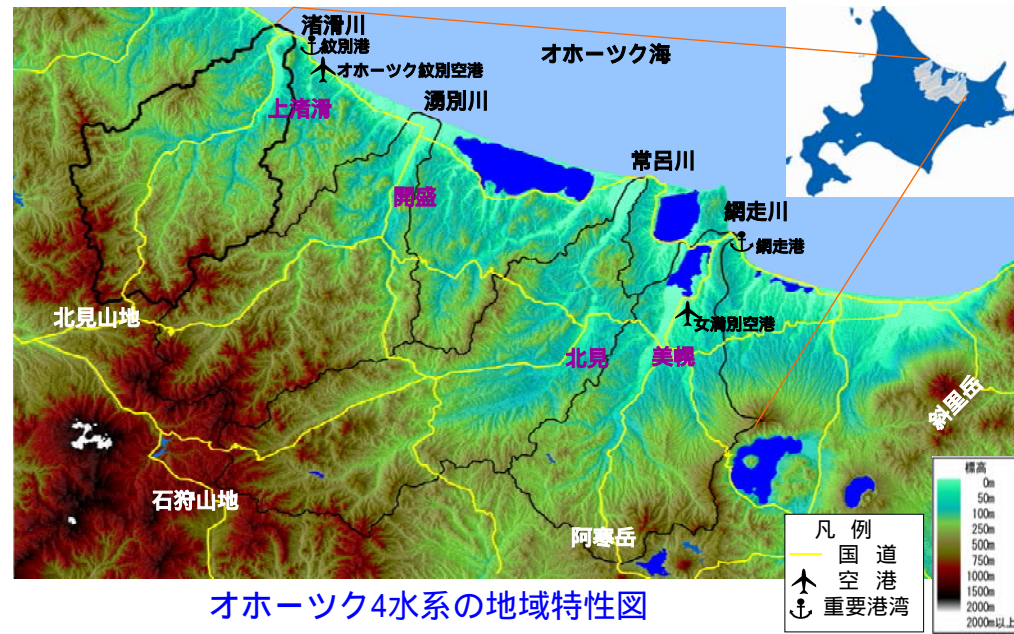 渚滑川
紋別港
オホーツク海
オホーツク紋別空港
湧別川
上渚滑
常呂川
開盛
網走川
網走港
北見山地
女満別空港
北見
美幌
斜里岳
石狩山地
阿寒岳
標高
0m
50m
100m
250m
500m
750m
1000m
1500m
2000m
2000m以上
凡 例
国 道
空 港
重要港湾
オホーツク4水系の地域特性図